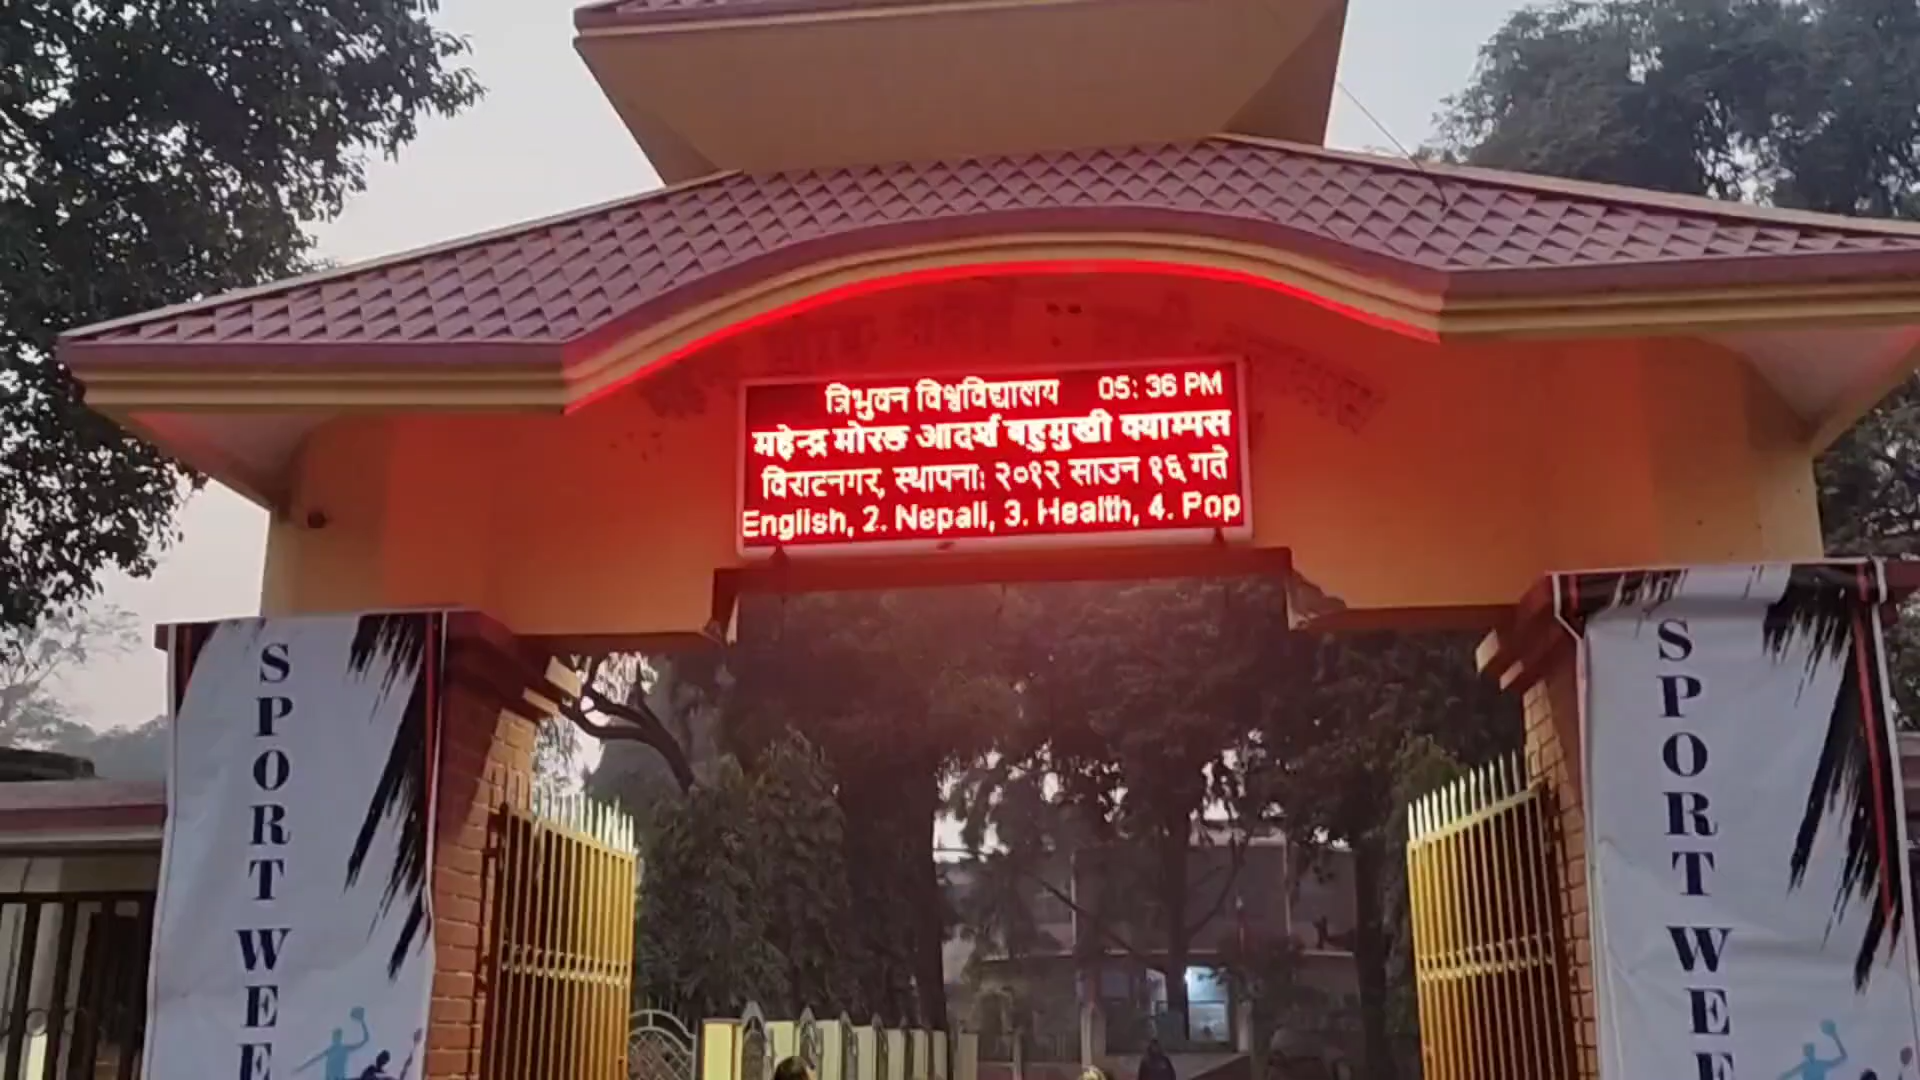 त्रिभुवन विश्वविद्यालय 05:36 PM
महेन्द्र मोरङ आदर्श बहुमुखी क्याम्पस
विराटनगर, स्थापना: २०१२ साउन १६ गते
English, 2. Nepali, 3. Health, 4. Pop
SPORT WEE
SPORT WEE